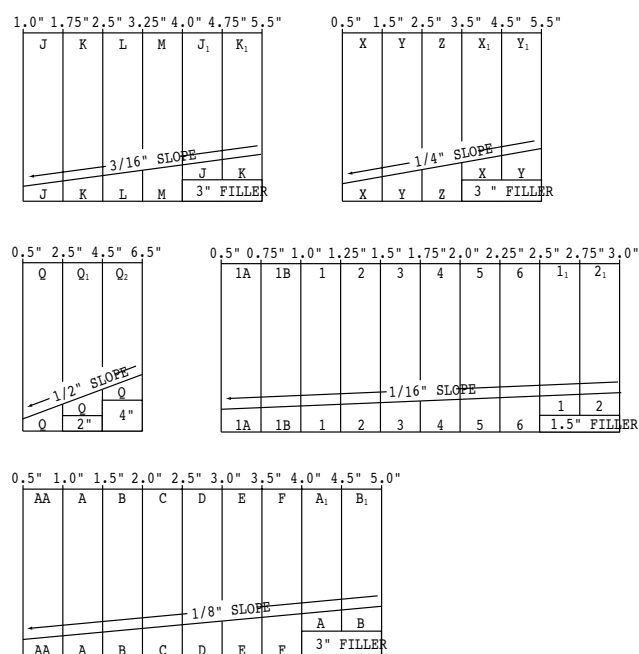 1.0" 1.75" 2.5" 3.25" 4.0" 4.75" 5.5"
J K L M J₁ K₁
3/16" SLOPE
J K
3" FILLER
J K L M
0.5" 1.5" 2.5" 3.5" 4.5" 5.5"
X Y Z X₁ Y₁
1/4" SLOPE
X Y
3 " FILLER
X Y Z
0.5" 2.5" 4.5" 6.5"
Q Q₁ Q₂
1/2" SLOPE
Q
Q 4"
Q 2"
0.5" 0.75" 1.0" 1.25" 1.5" 1.75" 2.0" 2.25" 2.5" 2.75" 3.0"
1A 1B 1 2 3 4 5 6 1₁ 2₁
1/16" SLOPE
1 2
1A 1B 1 2 3 4 5 6 1.5" FILLER
0.5" 1.0" 1.5" 2.0" 2.5" 3.0" 3.5" 4.0" 4.5" 5.0"
AA A B C D E F A₁ B₁
1/8" SLOPE
A B
3" FILLER
AA A B C D E F